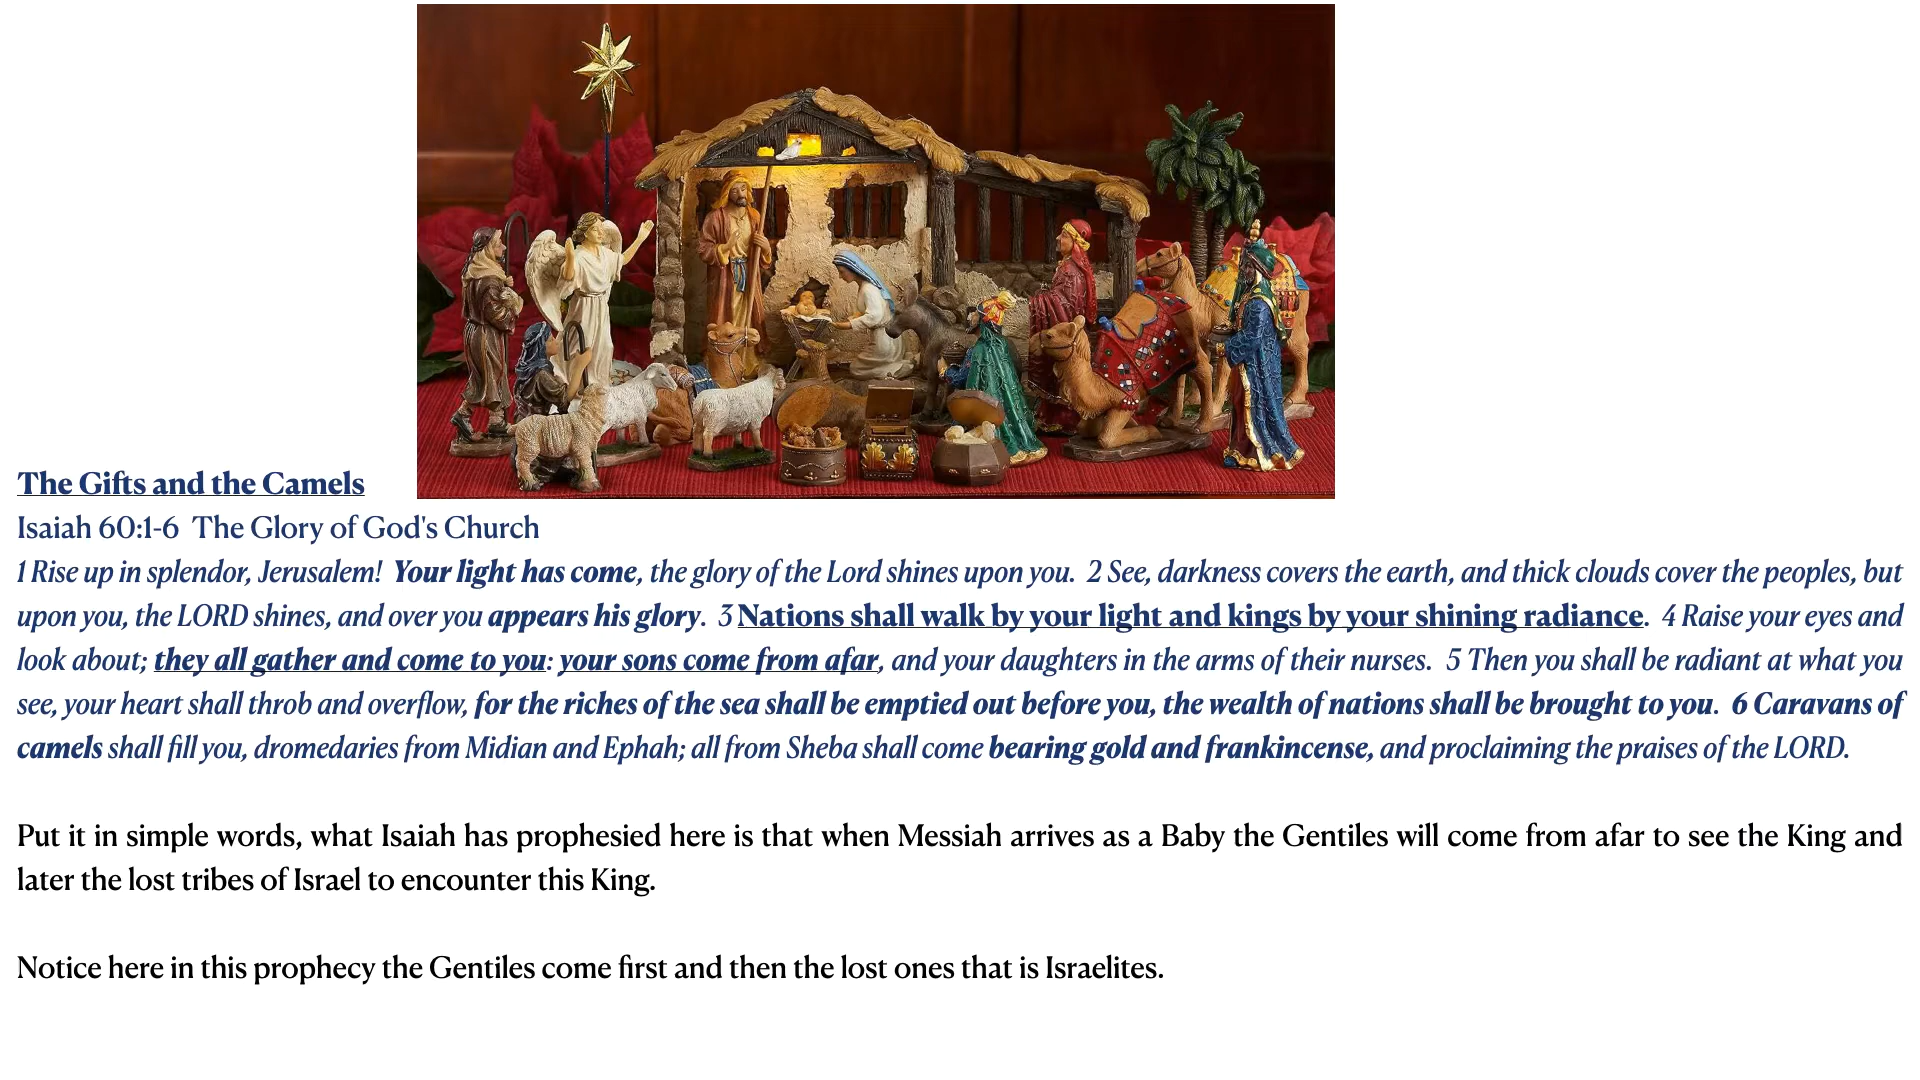 The Gifts and the Camels
Isaiah 60:1-6  The Glory of God's Church
1 Rise up in splendor, Jerusalem!  Your light has come, the glory of the Lord shines upon you.  2 See, darkness covers the earth, and thick clouds cover the peoples, but
upon you, the LORD shines, and over you appears his glory.  3 Nations shall walk by your light and kings by your shining radiance.  4 Raise your eyes and
look about; they all gather and come to you: your sons come from afar, and your daughters in the arms of their nurses.  5 Then you shall be radiant at what you
see, your heart shall throb and overflow, for the riches of the sea shall be emptied out before you, the wealth of nations shall be brought to you.  6 Caravans of
camels shall fill you, dromedaries from Midian and Ephah; all from Sheba shall come bearing gold and frankincense, and proclaiming the praises of the LORD.
Put it in simple words, what Isaiah has prophesied here is that when Messiah arrives as a Baby the Gentiles will come from afar to see the King and
later the lost tribes of Israel to encounter this King.
Notice here in this prophecy the Gentiles come first and then the lost ones that is Israelites.